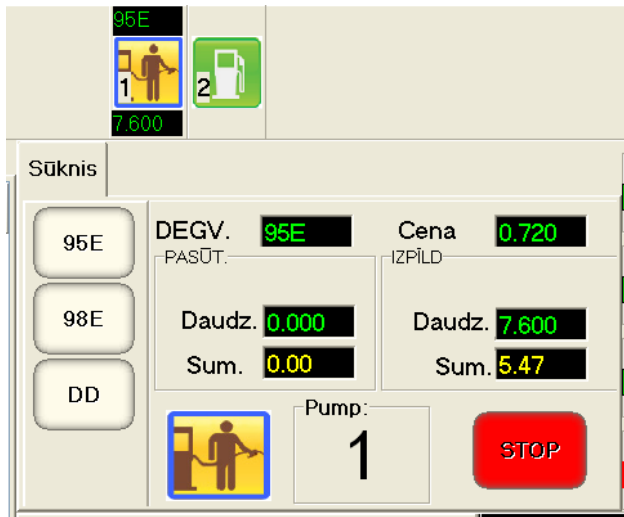 95E
1
2
7.600
Sūknis
95E
98E
DD
DEGV. 95E
Cena 0.720
PASŪT.
Daudz. 0.000
Sum. 0.00
IZPĪLD
Daudz. 7.600
Sum. 5.47
Pump:
1
STOP